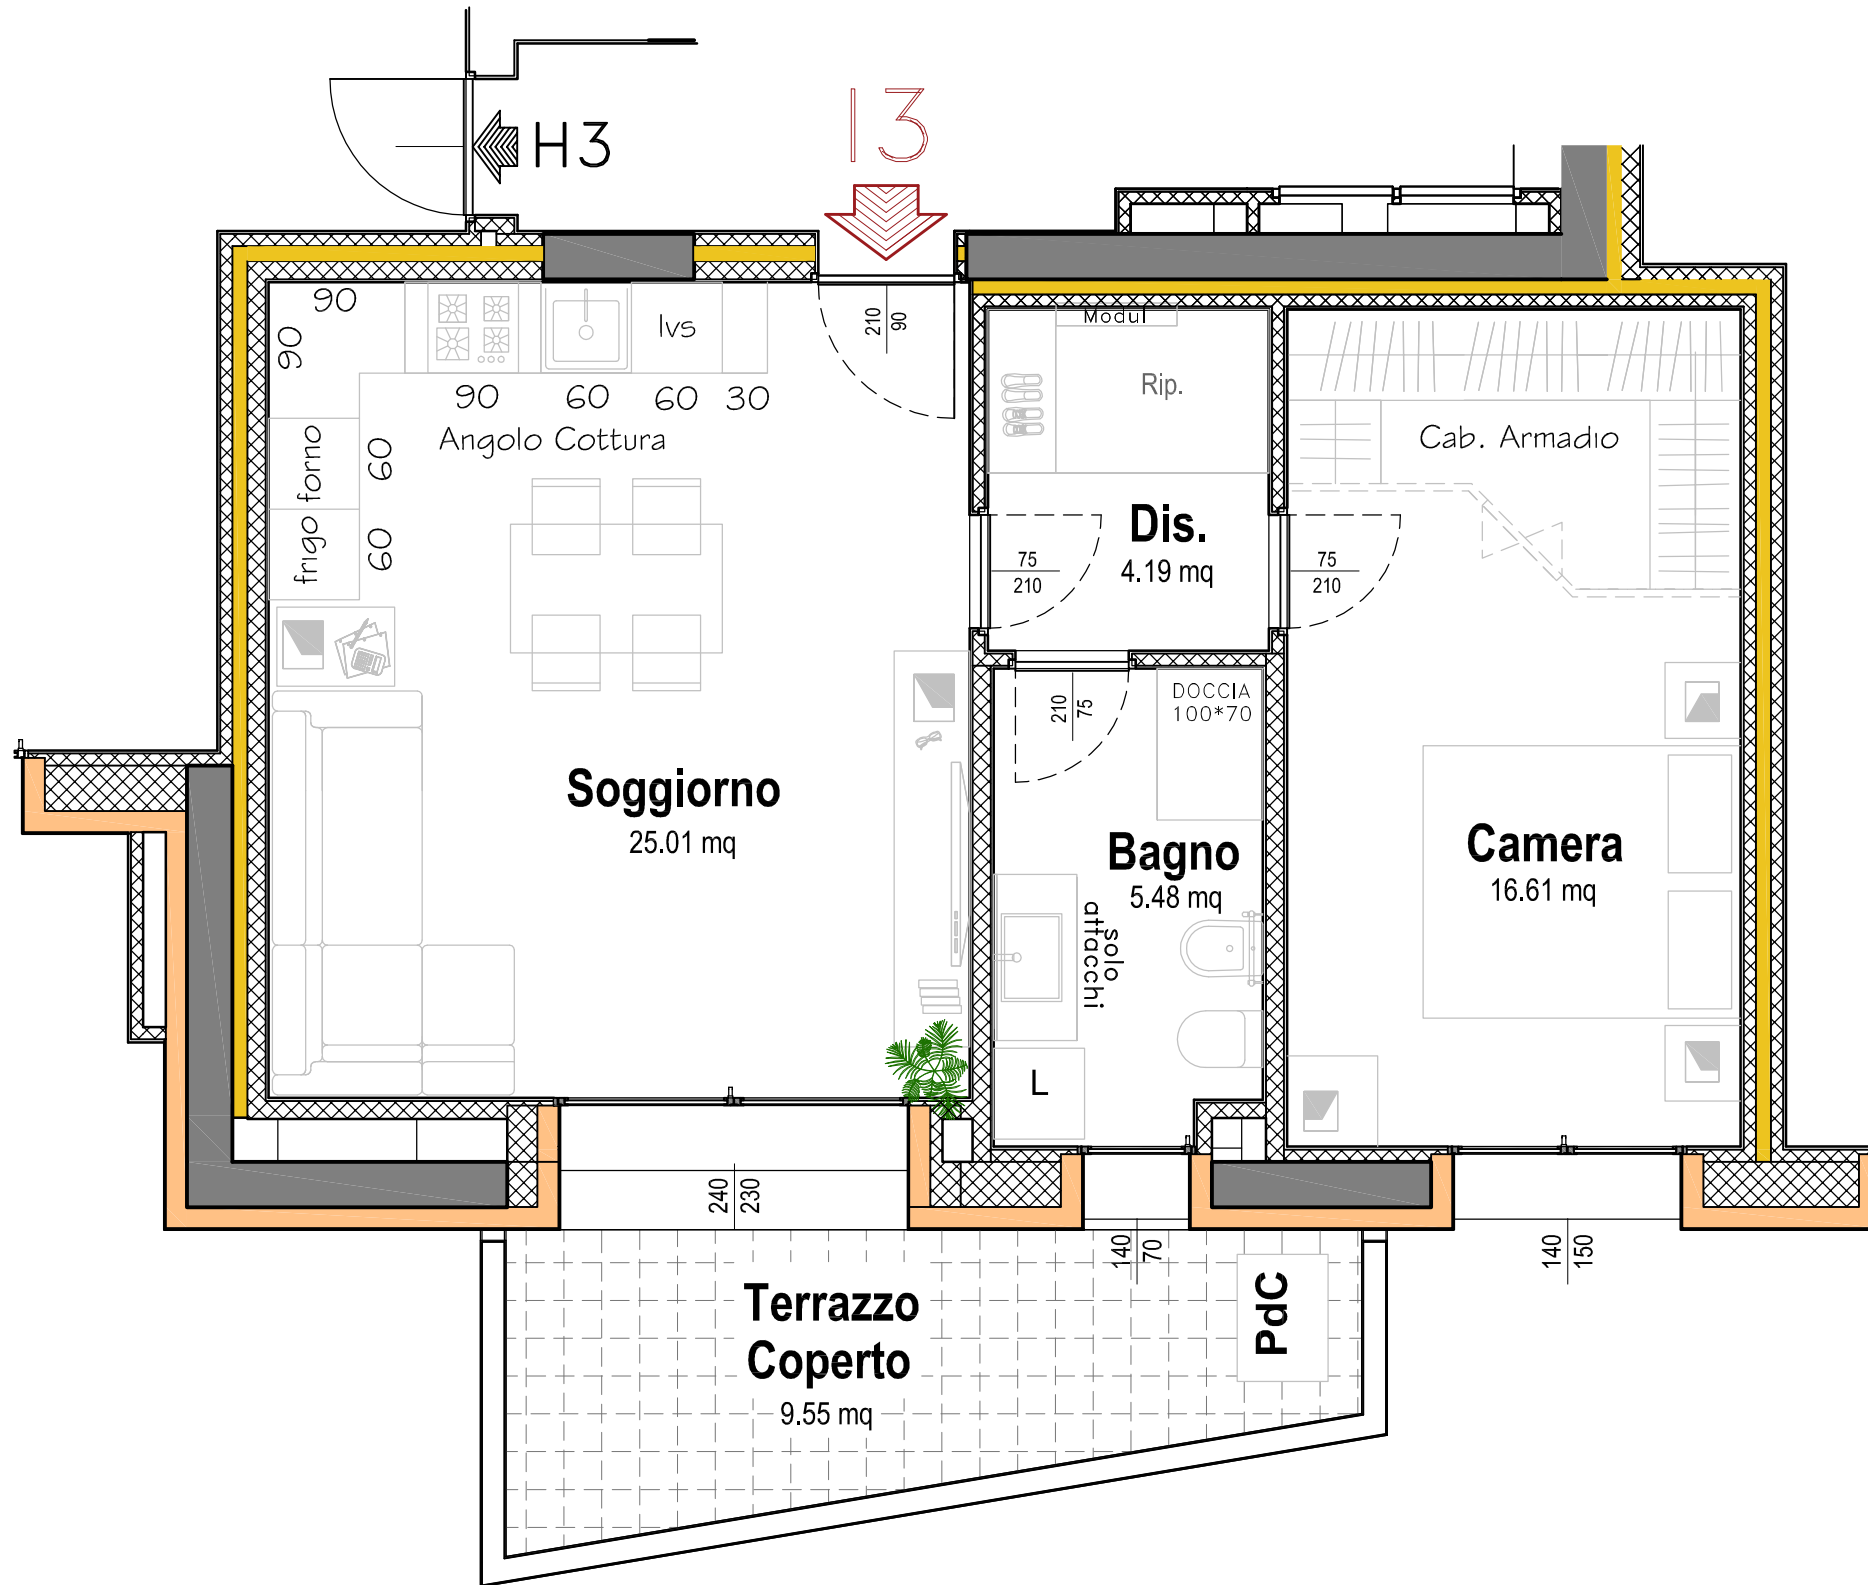 H3
I3
90
90
lvs
90
60
60
30
Angolo Cottura
forno
60
frigo
60
210
90
Modul
Rip.
Cab. Armadio
Dis.
4.19 mq
75
210
75
210
210
75
DOCCIA
100*70
Soggiorno
25.01 mq
Bagno
5.48 mq
solo
attacchi
L
Camera
16.61 mq
240
230
140
70
140
150
Terrazzo
Coperto
9.55 mq
PdC